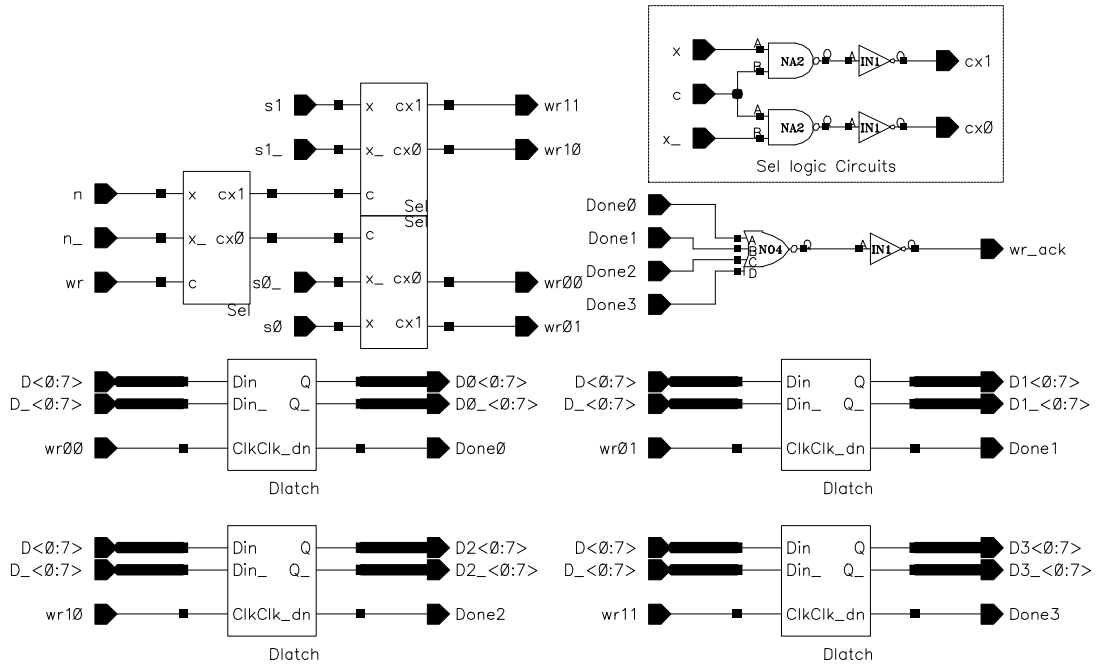 x
A
NA2
O
A
IN1
O
cx1
B
c
A
NA2
O
A
IN1
O
cx0
B
x_
Sel logic Circuits
s1
x
cx1
wr11
s1_
x_
cx0
wr10
n
x
cx1
c
Sel
n_
x_
cx0
Sel
c
wr
c
Sel
s0_
x_
cx0
wr00
s0
x
cx1
wr01
Done0
Done1
Done2
Done3
A
B
C
D
NO4
O
A
IN1
O
wr_ack
D<0:7>
Din
Q
D0<0:7>
D_<0:7>
Din_
Q_
D0_<0:7>
wr00
ClkClk_dn
Done0
Dlatch
D<0:7>
Din
Q
D1<0:7>
D_<0:7>
Din_
Q_
D1_<0:7>
wr01
ClkClk_dn
Done1
Dlatch
D<0:7>
Din
Q
D2<0:7>
D_<0:7>
Din_
Q_
D2_<0:7>
wr10
ClkClk_dn
Done2
Dlatch
D<0:7>
Din
Q
D3<0:7>
D_<0:7>
Din_
Q_
D3_<0:7>
wr11
ClkClk_dn
Done3
Dlatch